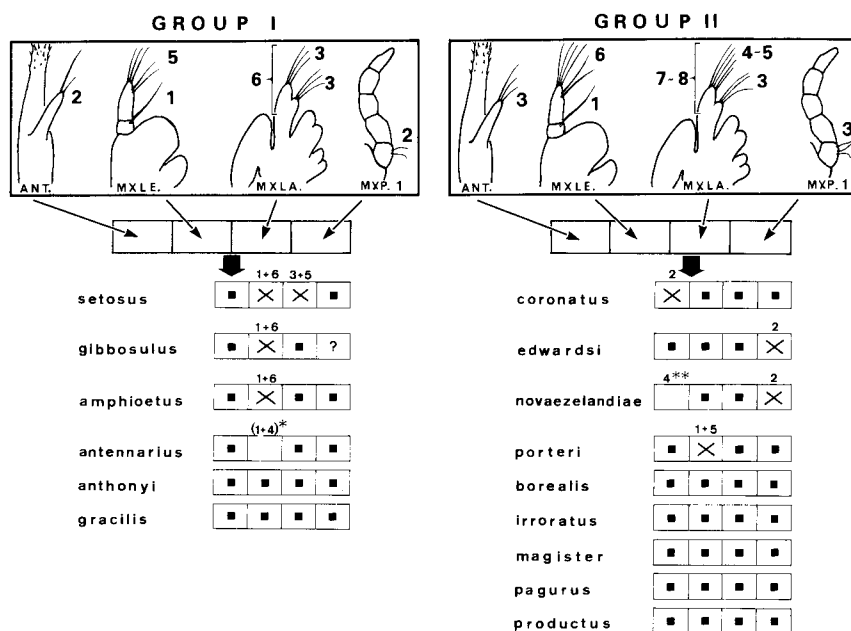 GROUP I
5
3
6
3
2
1
2
ANT. MXLE. MXLA. MXP. 1
1+6 3+5
setosus
1+6
gibbosulus ?
1+6
amphioetus
(1+4)*
antennarius
anthonyi
gracilis
GROUP II
6
4-5
7-8
3
3
1
3
ANT. MXLE. MXLA. MXP. 1
2
coronatus
2
edwardsi
4** 2
novaezelandiae
1+5
porteri
borealis
irroratus
magister
pagurus
productus